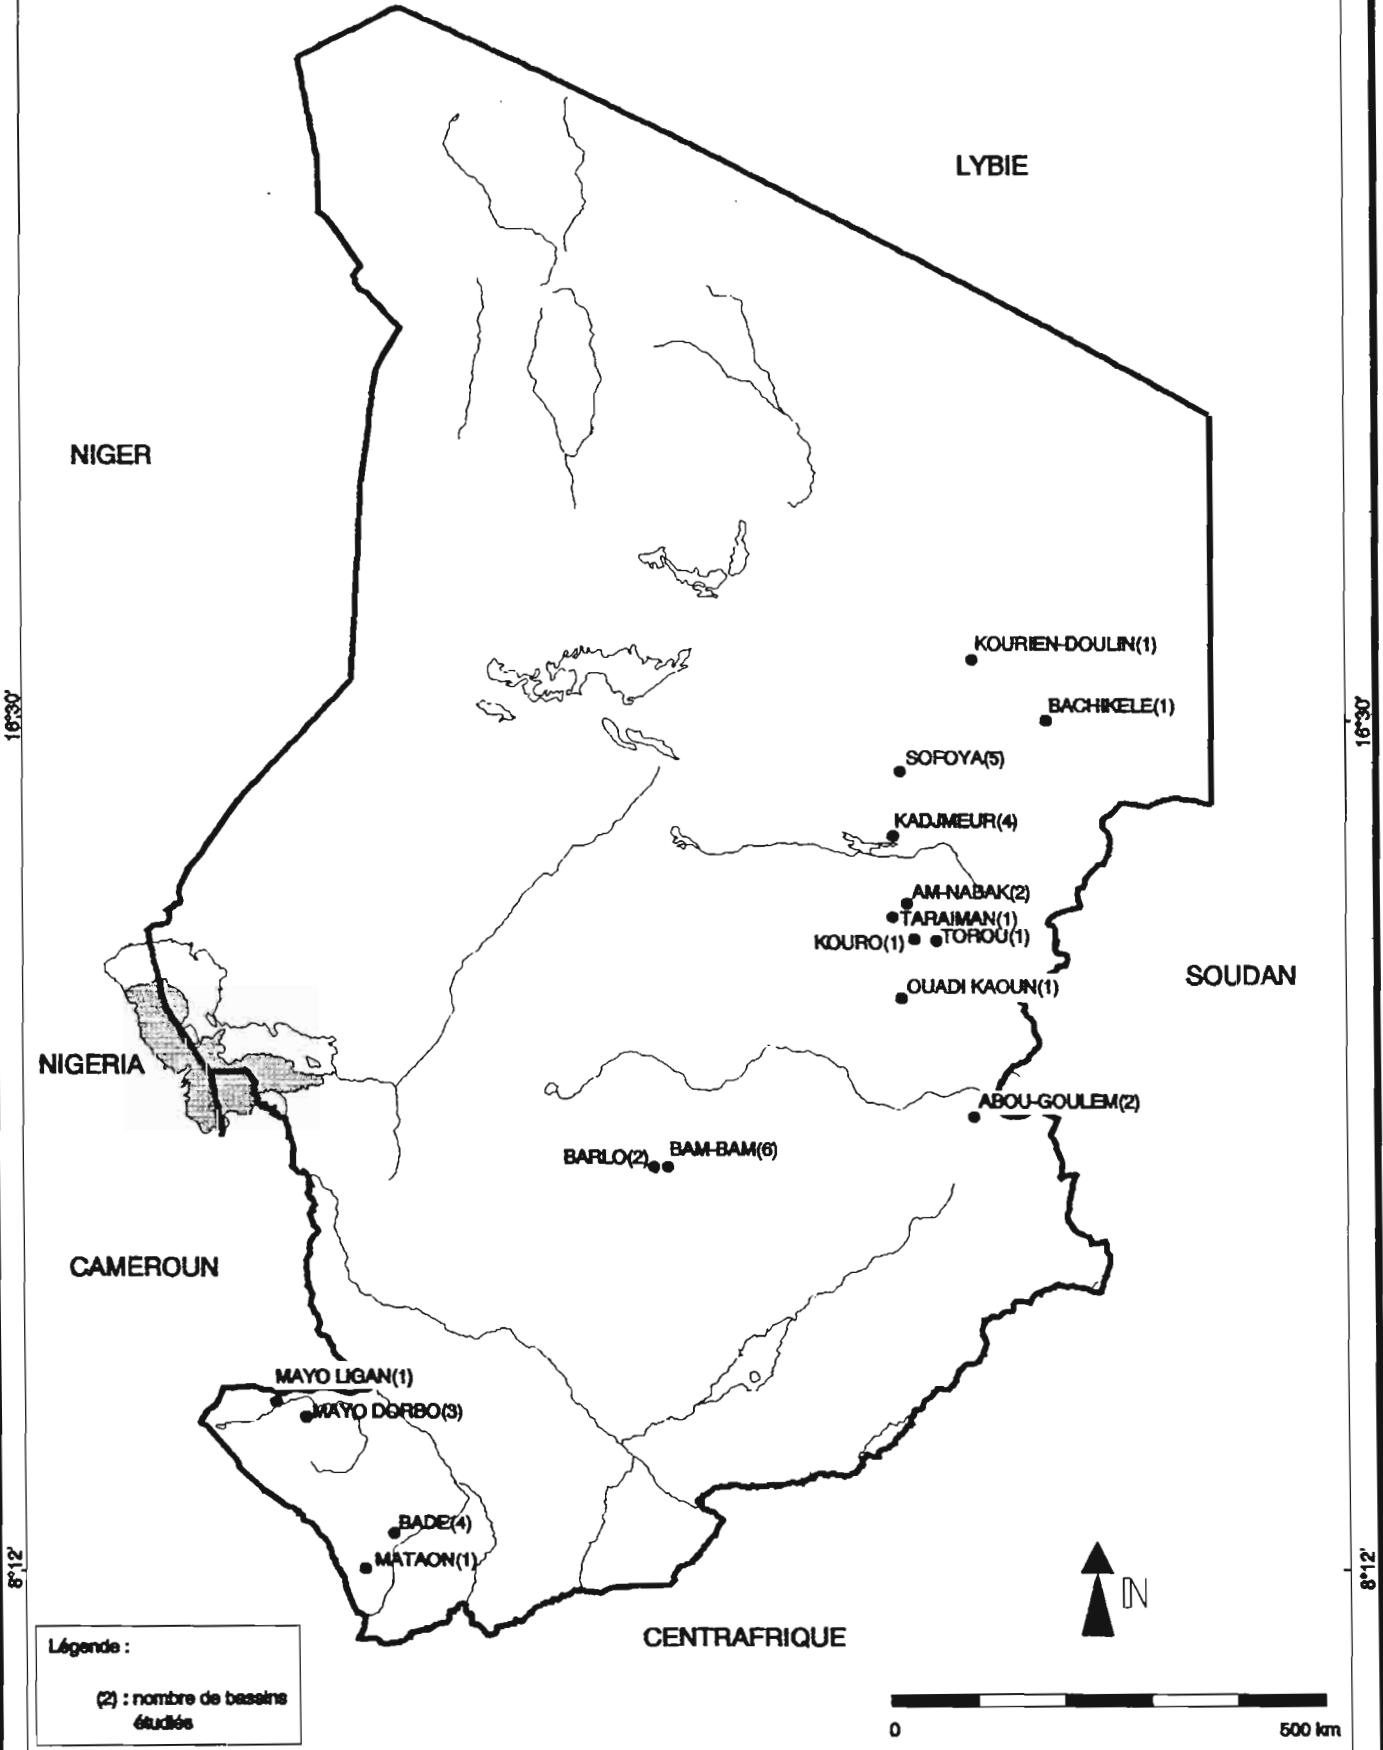 LYBIE
NIGER
KOURIEN-DOULIN(1)
16°30'
16°30'
BACHIKELE(1)
SOFOYA(5)
KADJMEUR(4)
AM-NABAK(2)
TARAIMAN(1)
KOURO(1)
TOROU(1)
SOUDAN
OUADI KAOUN(1)
NIGERIA
ABOU-GOULEM(2)
BARLO(2)
BAM-BAM(6)
CAMEROUN
MAYO LIGAN(1)
MAYO DORBO(3)
BADE(4)
MATAON(1)
8°12'
8°12'
N
CENTRAFRIQUE
Légende :
(2) : nombre de bassins
étudiés
0
500 km